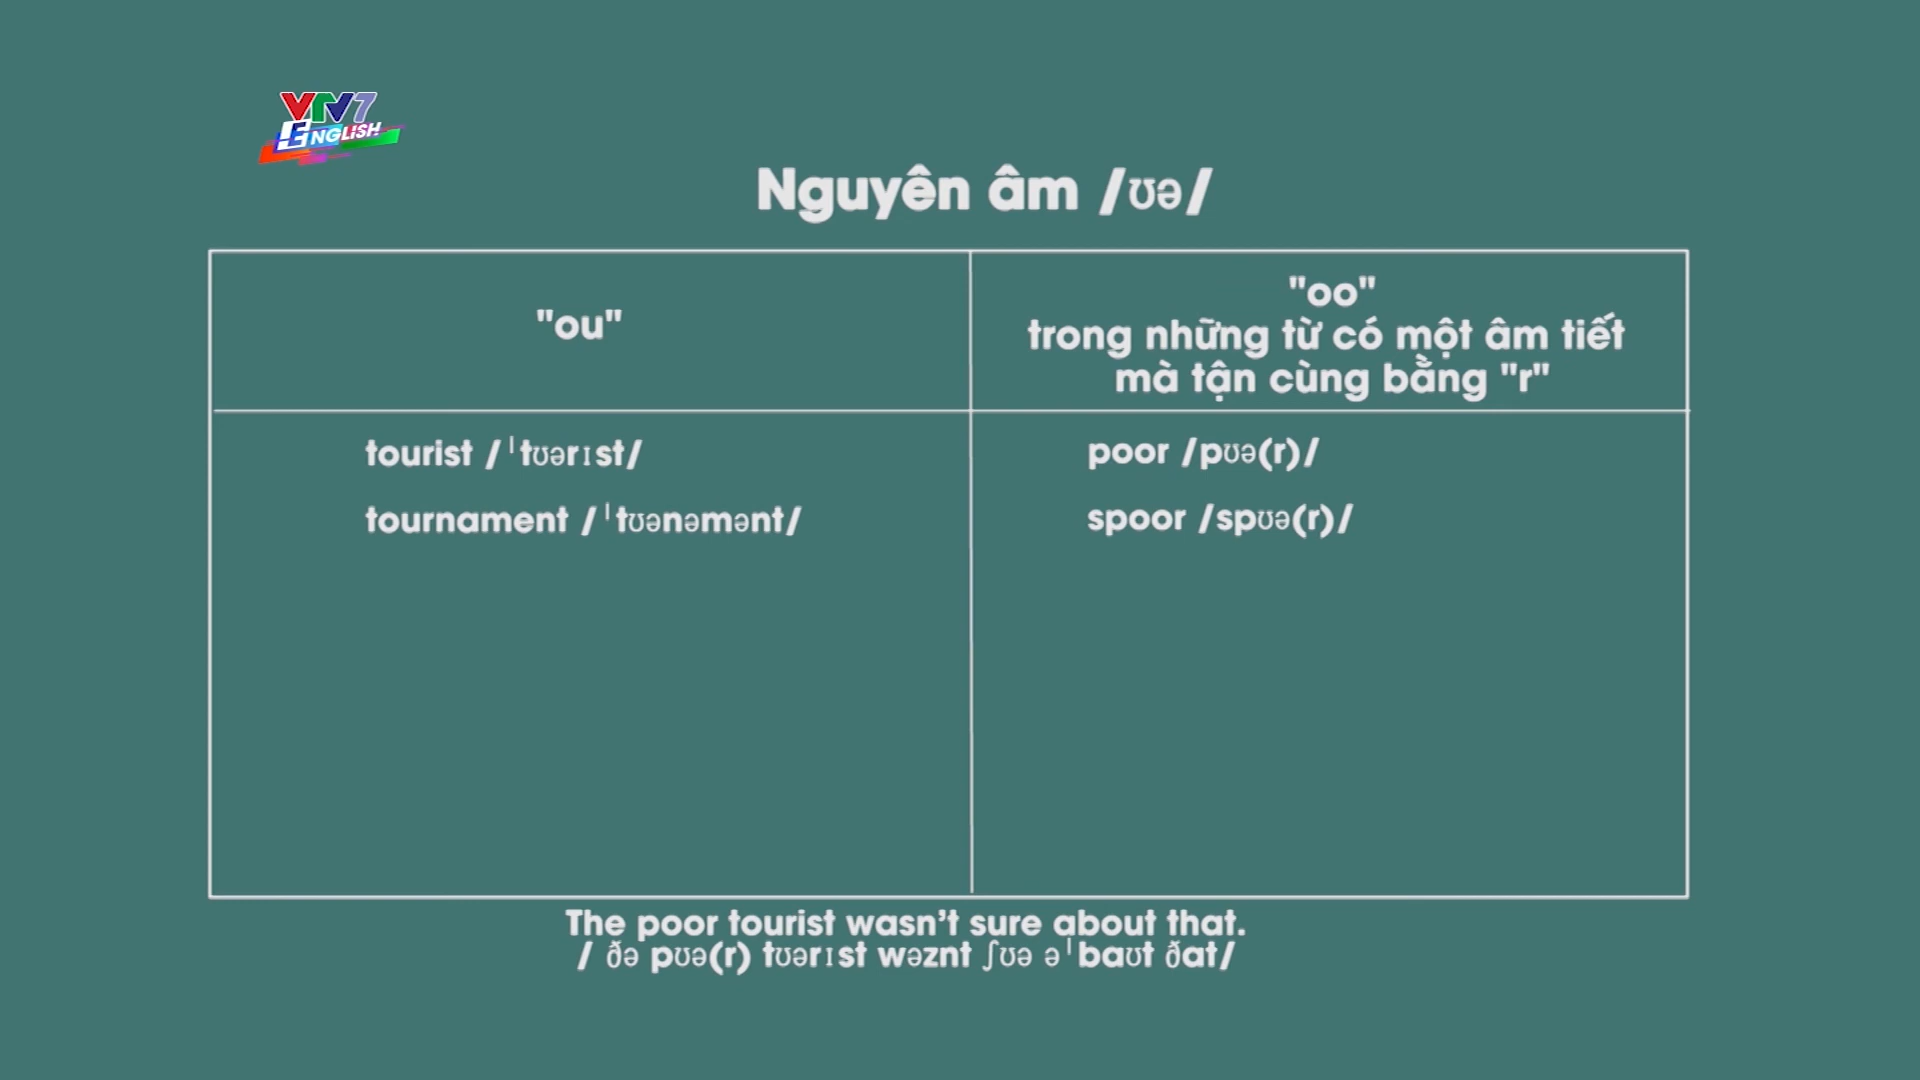 VTV7
ENGLISH
Nguyên âm /ʊə/
"ou"
"oo"
trong những từ có một âm tiết
mà tận cùng bằng "r"
tourist /ˈtʊərɪst/
poor /pʊə(r)/
tournament /ˈtʊənəmənt/
spoor /spʊə(r)/
The poor tourist wasn’t sure about that.
/ ðə pʊə(r) tʊərɪst wəznt ʃʊə əˈbaʊt ðat/